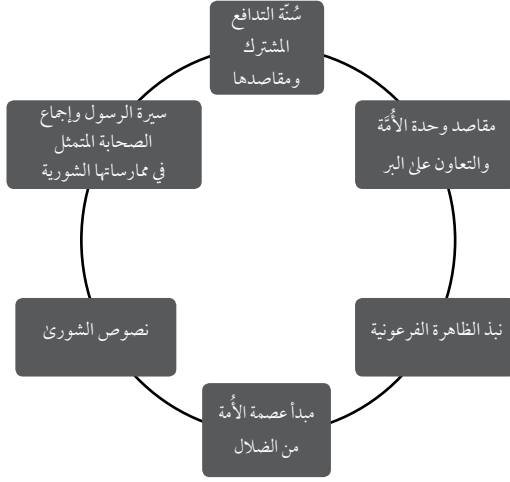 سُنّة التدافع
المشترك
ومقاصدها
مقاصد وحدة الأُمَّة
والتعاون علىٰ البر
نبذ الظاهرة الفرعونية
مبدأ عصمة الأُمة
من الضلال
نصوص الشورىٰ
سيرة الرسول وإجماع
الصحابة المتمثل
في ممارساتها الشورية